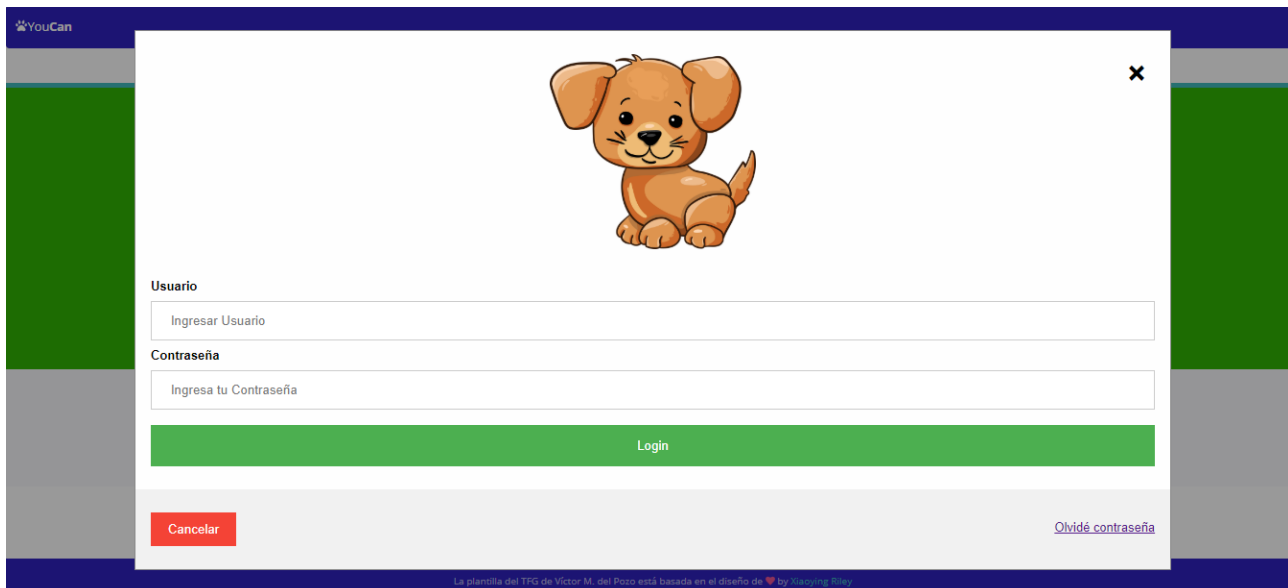 YouCan
Usuario
Ingresar Usuario
Contraseña
Ingresa tu Contraseña
Login
Cancelar
Olvidé contraseña
La plantilla del TFG de Víctor M. del Pozo está basada en el diseño de ❤ by Xiaoying Riley